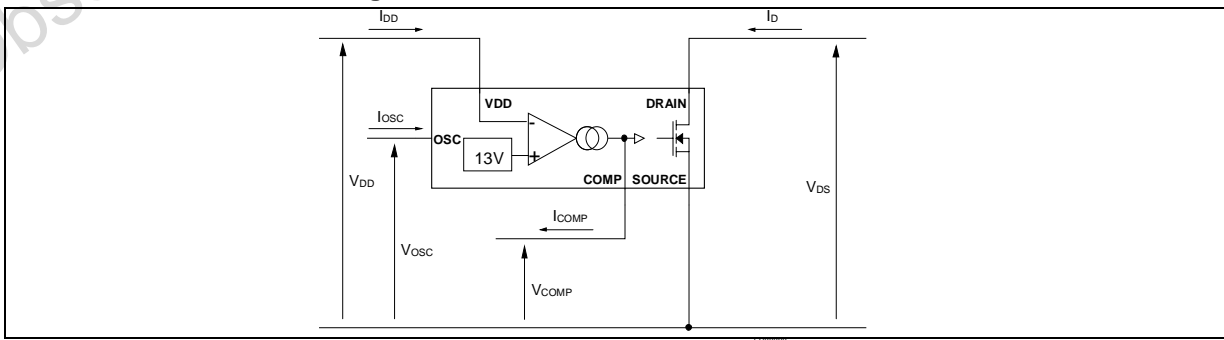 IDD
ID
VDD
DRAIN
IOSC
OSC
-
13V
+
COMP
SOURCE
VDD
VDS
ICOMP
VOSC
VCOMP